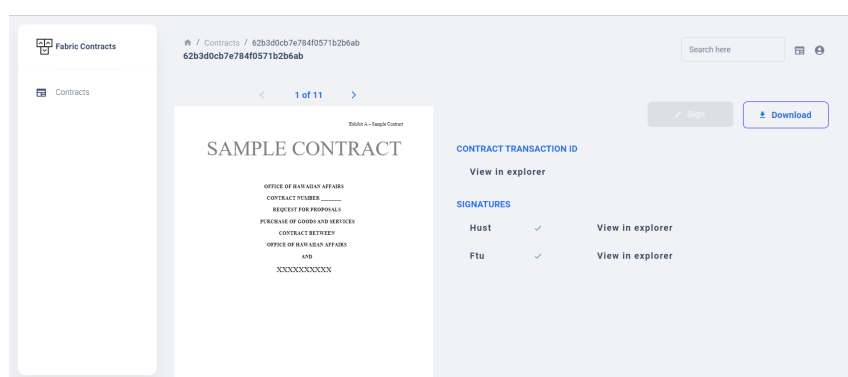 Fabric Contracts
Contracts
/ Contracts / 62b3d0cb7e784f0571b2b6ab
62b3d0cb7e784f0571b2b6ab
Search here
1 of 11
Sign
Download
Exhibit A – Sample Contract
SAMPLE CONTRACT
OFFICE OF HAWAIIAN AFFAIRS
CONTRACT NUMBER ______
REQUEST FOR PROPOSALS
PURCHASE OF GOODS AND SERVICES
CONTRACT BETWEEN
OFFICE OF HAWAIIAN AFFAIRS
AND
XXXXXXXXXX
CONTRACT TRANSACTION ID
View in explorer
SIGNATURES
Hust View in explorer
Ftu View in explorer